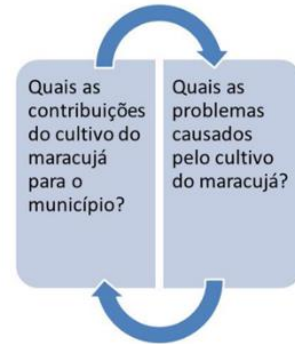 Quais as
contribuições
do cultivo do
maracujá
para o
município?
Quais as
problemas
causados
pelo cultivo
do maracujá?